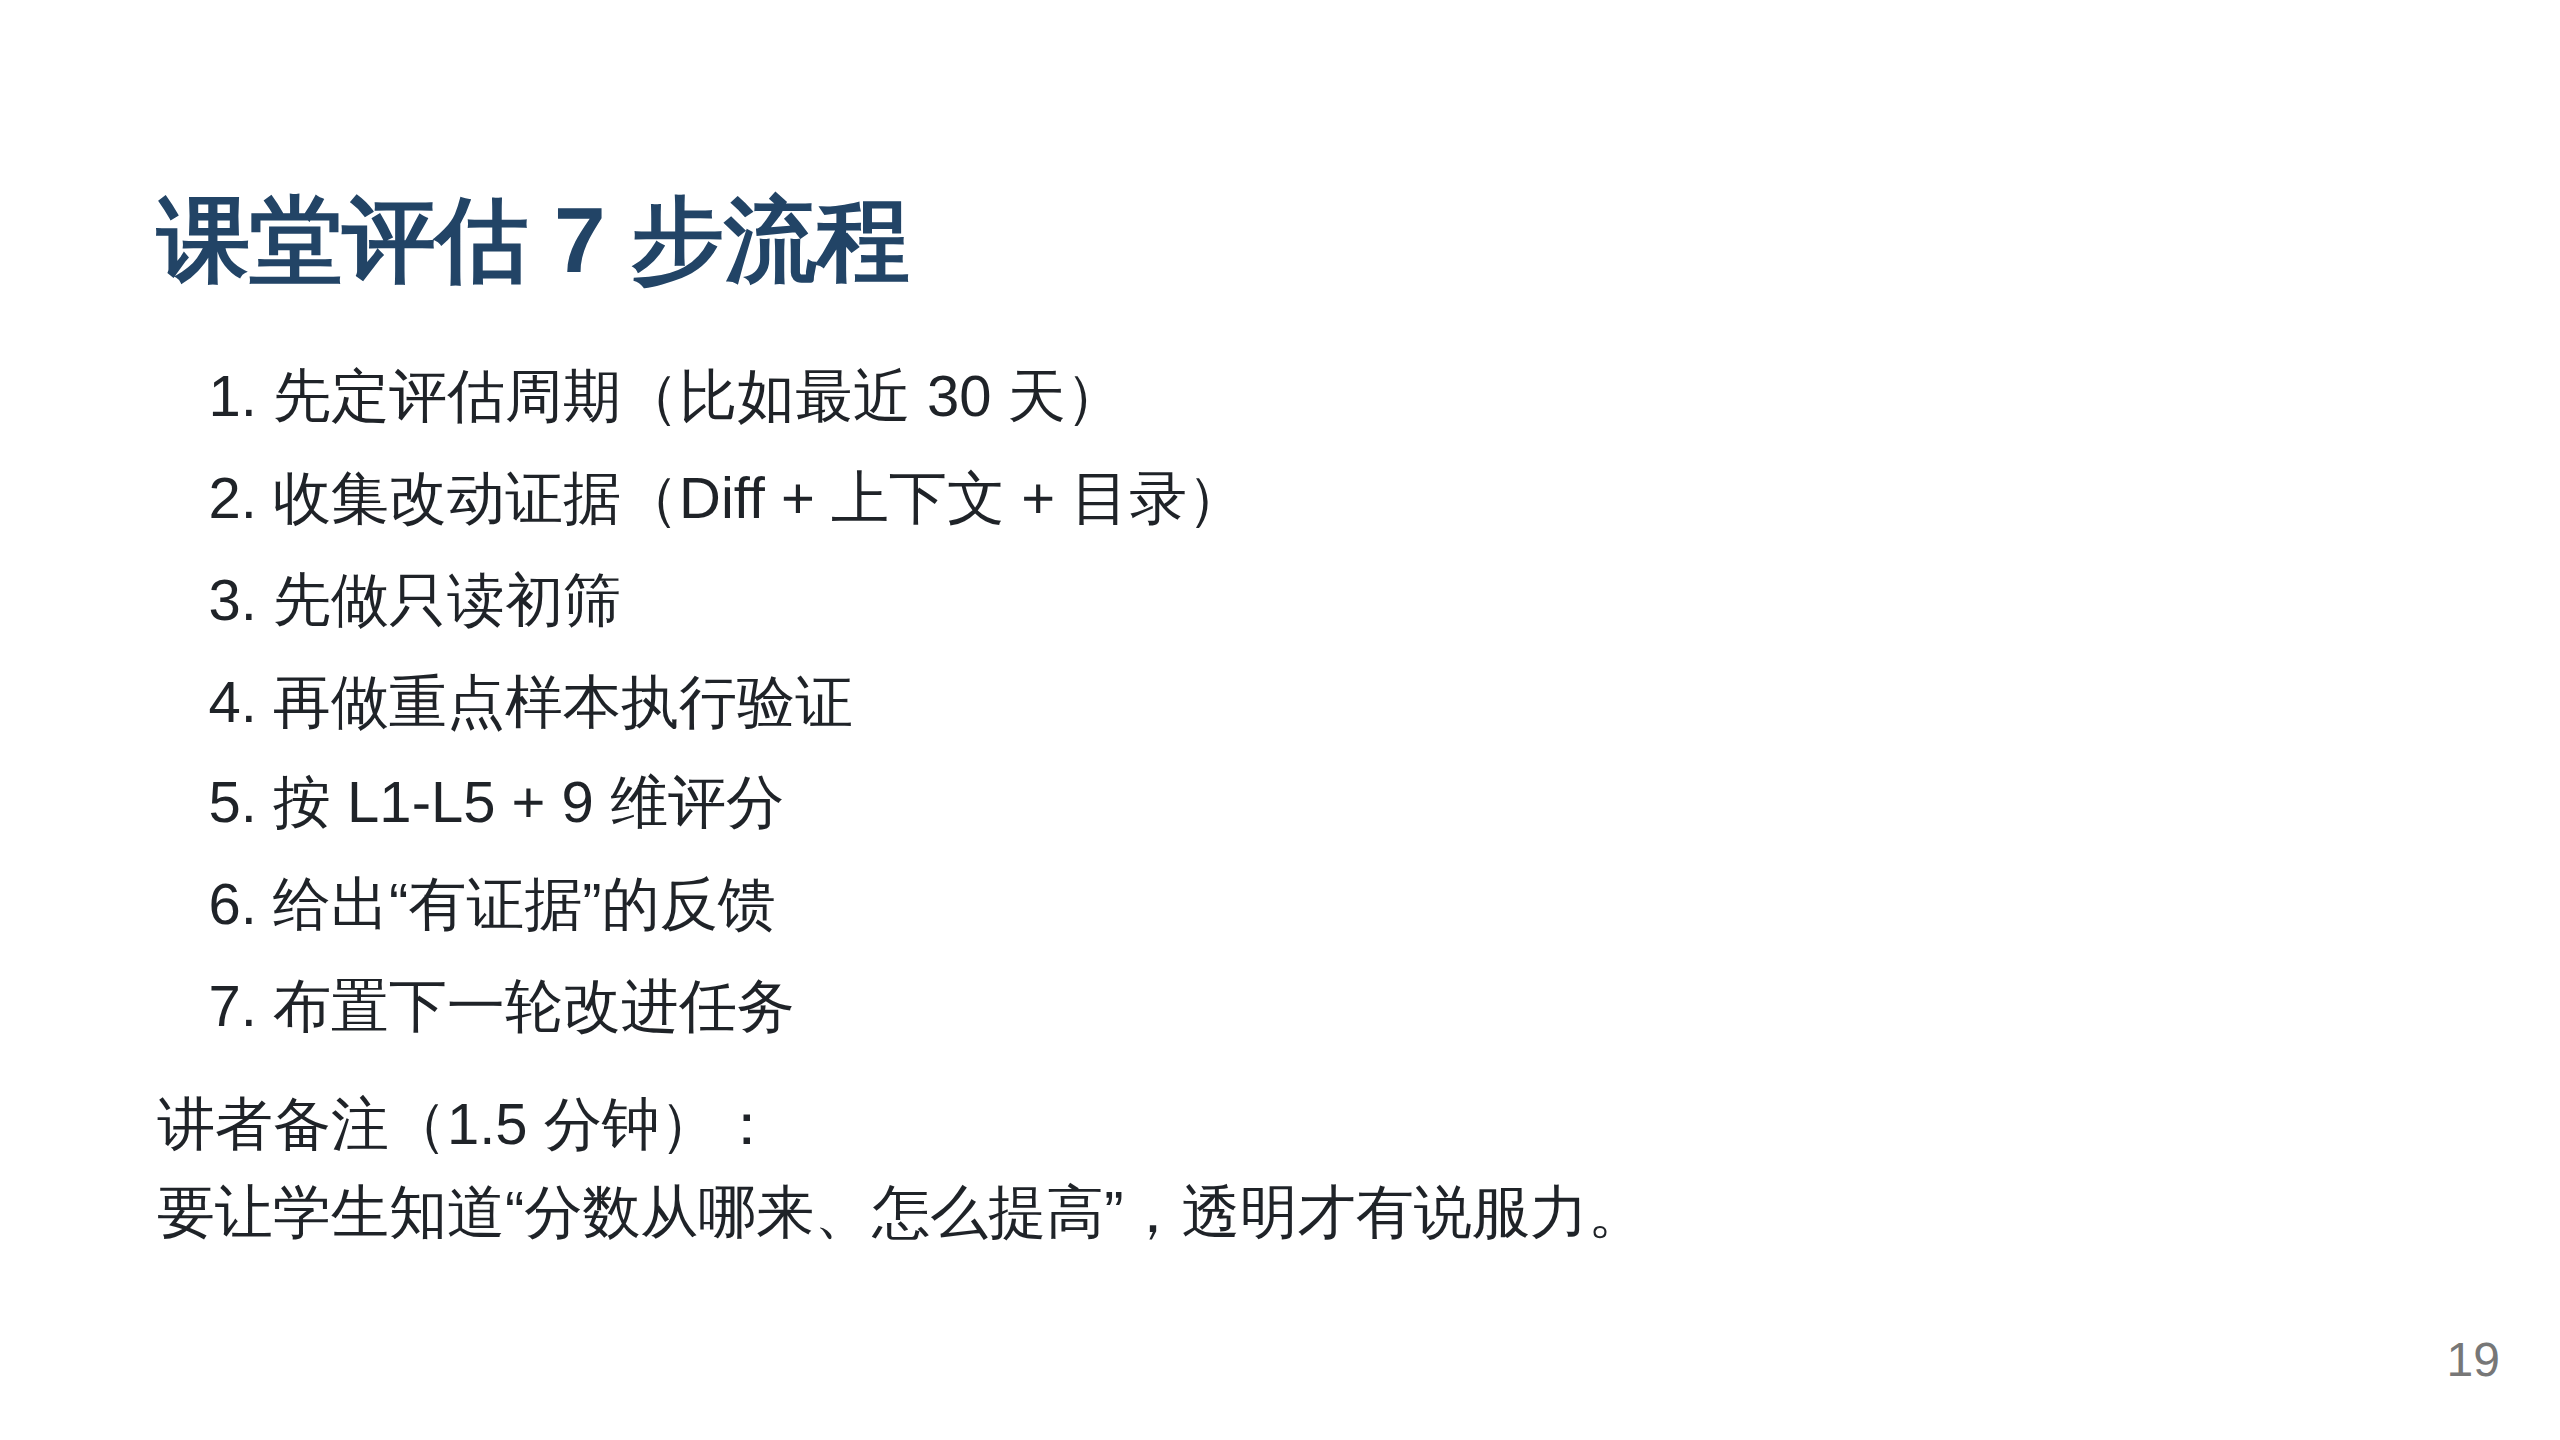 课堂评估 7 步流程
1. 先定评估周期（比如最近 30 天）
2. 收集改动证据（Diff + 上下文 + 目录）
3. 先做只读初筛
4. 再做重点样本执行验证
5. 按 L1-L5 + 9 维评分
6. 给出“有证据”的反馈
7. 布置下一轮改进任务
讲者备注（1.5 分钟）：
要让学生知道“分数从哪来、怎么提高”，透明才有说服力。
19